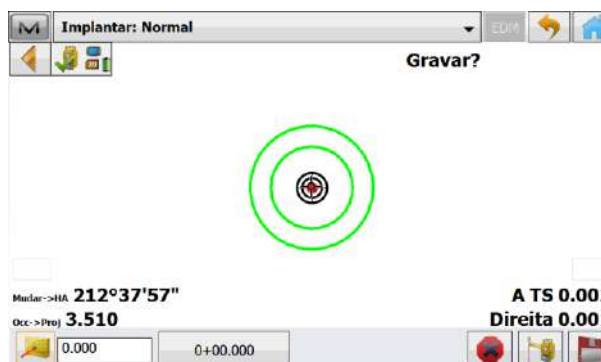 M Implantar: Normal EDM
Gravar?
Mudar->HA 212°37'57"
A TS 0.00
Occ->Proj 3.510
Direita 0.00
0.000 0+00.000